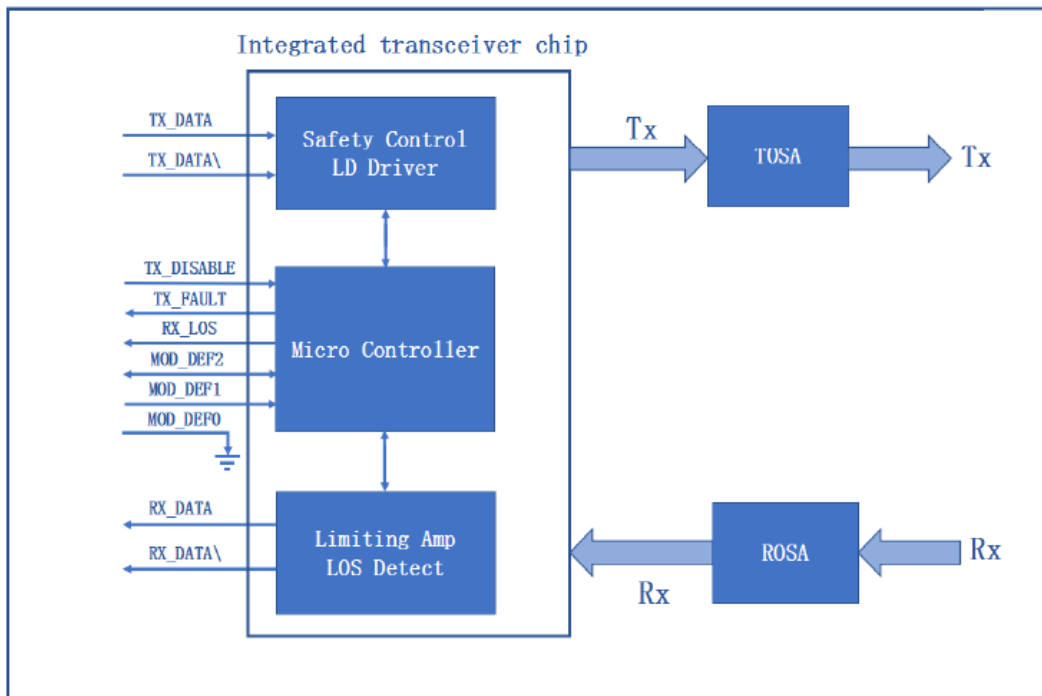 Integrated transceiver chip
TX_DATA
TX_DATA\
Safety Control
LD Driver
Tx
TOSA
Tx
TX_DISABLE
TX_FAULT
RX_LOS
MOD_DEF2
MOD_DEF1
MOD_DEF0
Micro Controller
RX_DATA
RX_DATA\
Limiting Amp
LOS Detect
Rx
ROSA
Rx